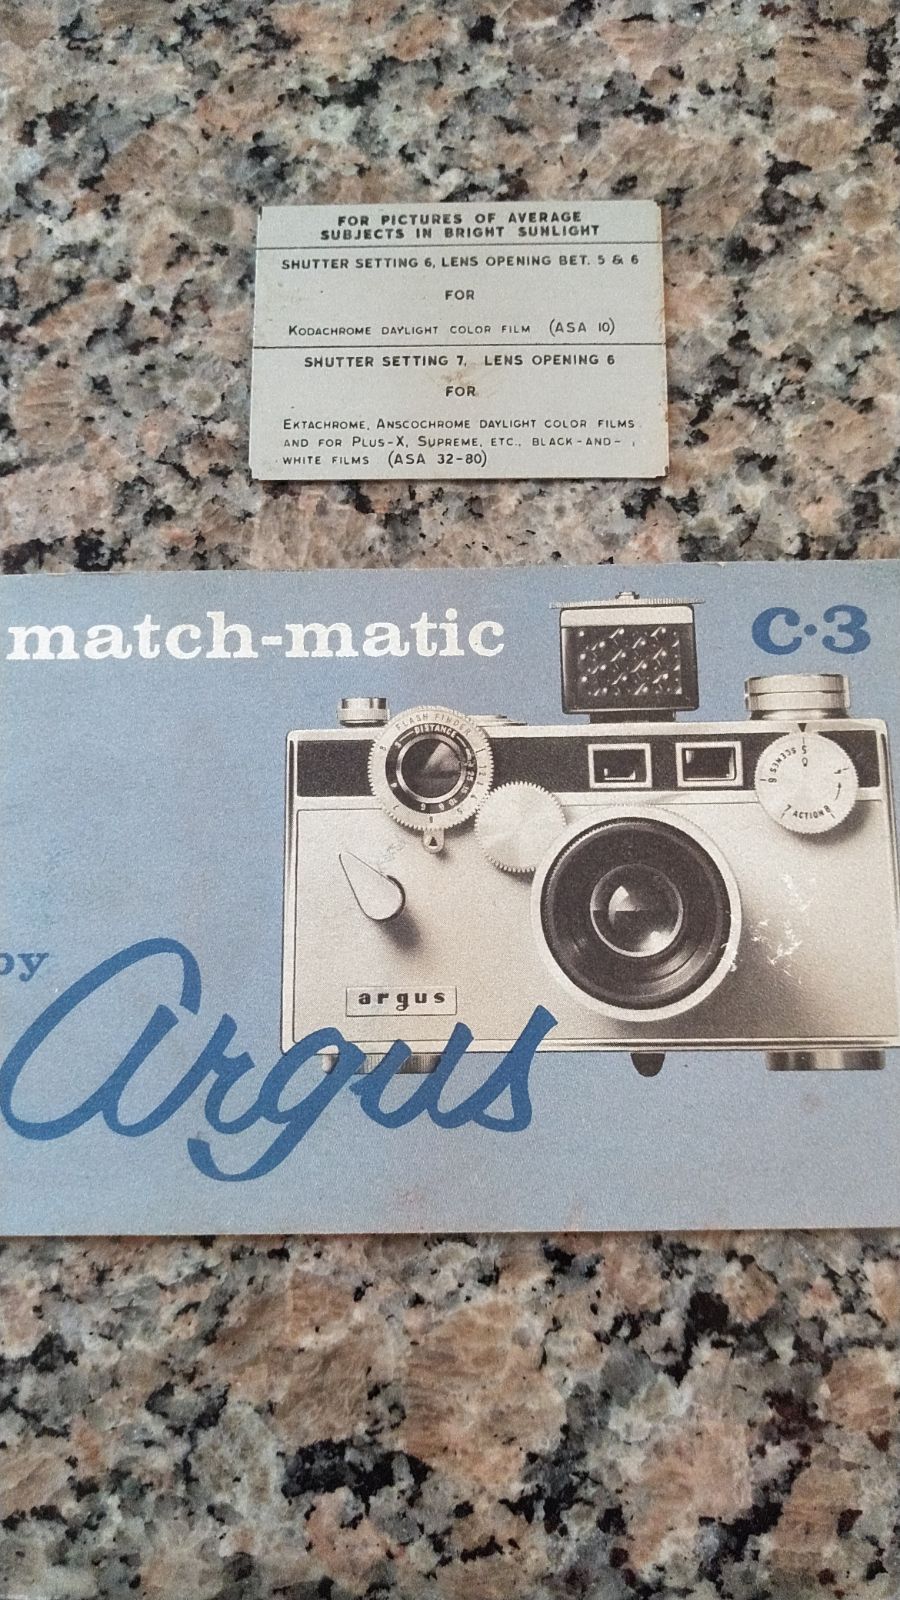 FOR PICTURES OF AVERAGE
SUBJECTS IN BRIGHT SUNLIGHT
SHUTTER SETTING 6, LENS OPENING BET. 5 & 6
FOR
KODACHROME DAYLIGHT COLOR FILM (ASA 10)
SHUTTER SETTING 7, LENS OPENING 6
FOR
EKTACHROME, ANSCOCHROME DAYLIGHT COLOR FILMS
AND FOR PLUS-X, SUPREME, ETC., BLACK-AND-
WHITE FILMS (ASA 32-80)
match-matic
C·3
FLASH FINDER
DISTANCE
SCENES
ACTION
by
argus
Argus